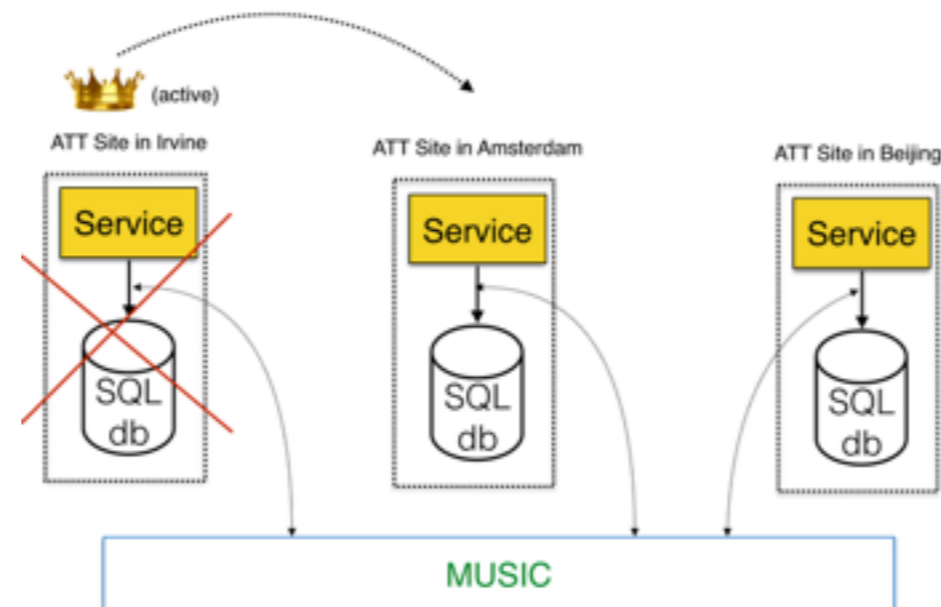 (active)
ATT Site in Irvine
ATT Site in Amsterdam
ATT Site in Beijing
Service
Service
Service
SQL
db
SQL
db
SQL
db
MUSIC